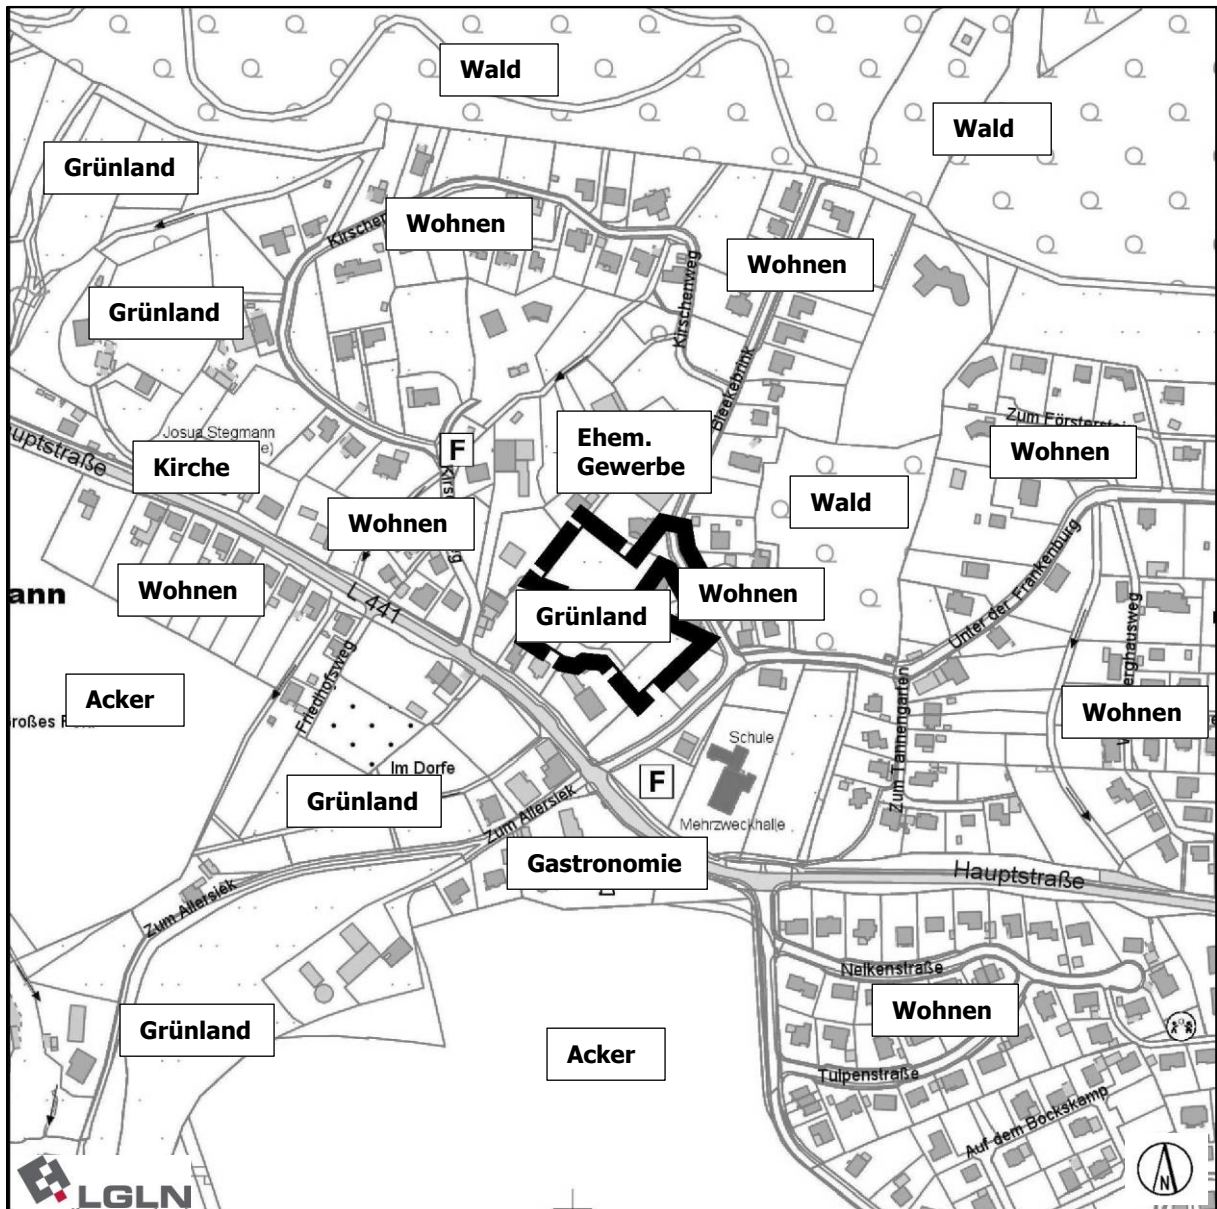 Wald
Wald
Grünland
Wohnen
Wohnen
Kirschenweg
Grünland
Bleekebrink
Josua Stegmann
Hauptstraße
Kirche
F
Ehem.
Gewerbe
Zum Förster
Wohnen
Wald
Wohnen
L 441
Wohnen
ann
Grünland
Wohnen
Unter der Frankenburg
Acker
Friedhofsweg
Zum Tannengarten
Wohnen
Schule
Im Dorfe
F
Grünland
Mehrzweckhalle
Zum Allersiek
Gastronomie
Hauptstraße
Zum Allersiek
Nelkenstraße
Wohnen
Grünland
Acker
Tulpenstraße
Auf dem Bockskamp
N
LGLN